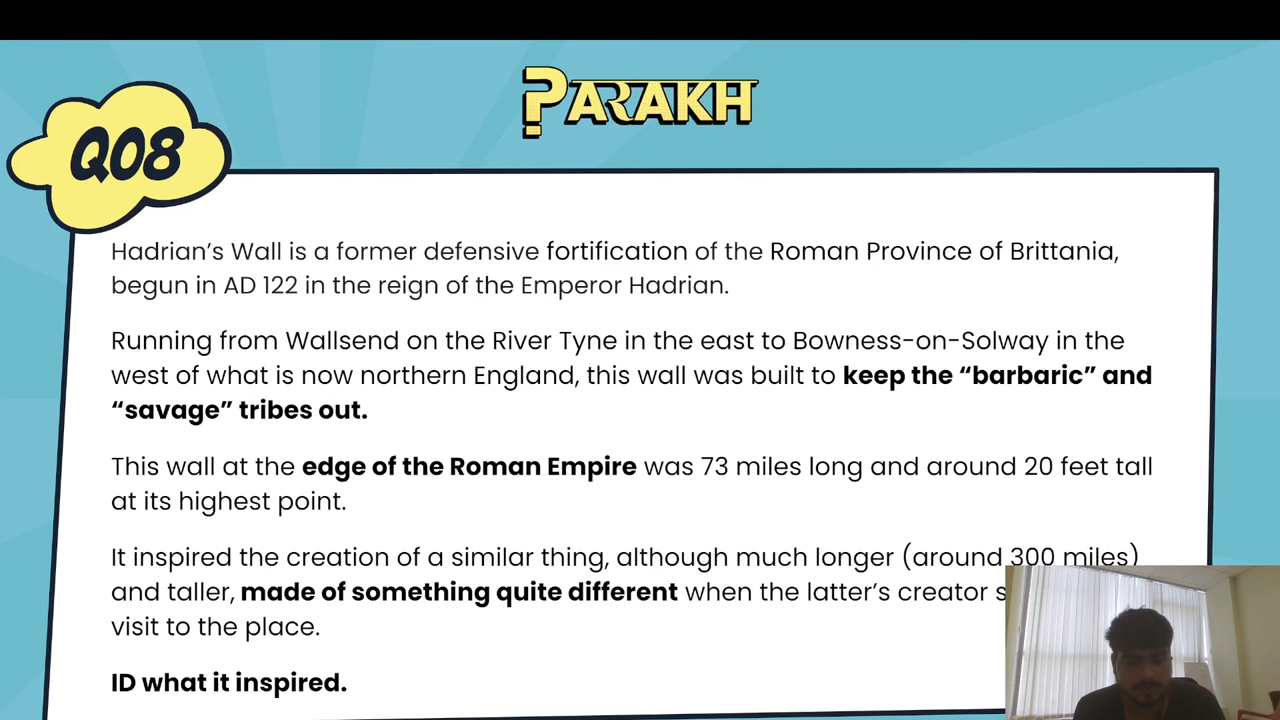 ?PARAKH
Q08
Hadrian's Wall is a former defensive fortification of the Roman Province of Brittania,
begun in AD 122 in the reign of the Emperor Hadrian.
Running from Wallsend on the River Tyne in the east to Bowness-on-Solway in the
west of what is now northern England, this wall was built to keep the “barbaric” and
“savage” tribes out.
This wall at the edge of the Roman Empire was 73 miles long and around 20 feet tall
at its highest point.
It inspired the creation of a similar thing, although much longer (around 300 miles)
and taller, made of something quite different when the latter's creator
visit to the place.
ID what it inspired.